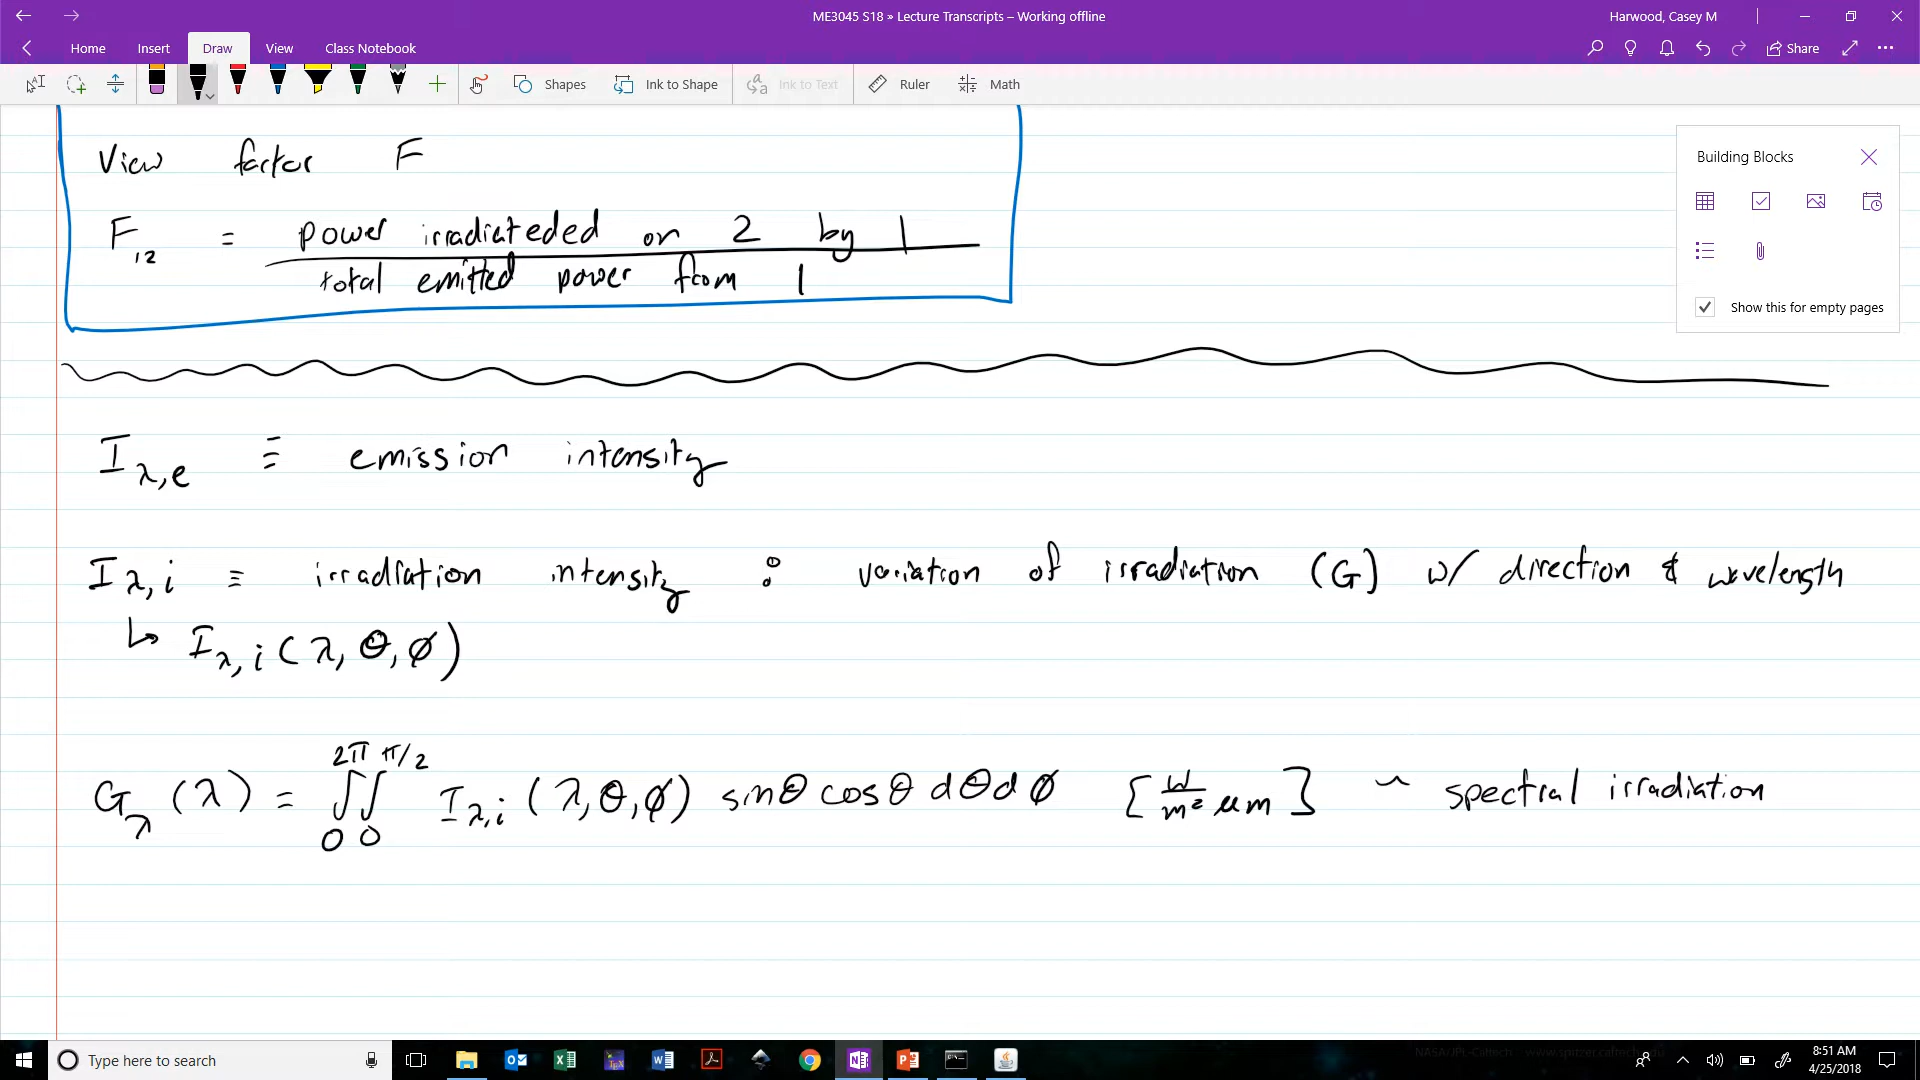 ME3045 S18 » Lecture Transcripts – Working offline
Harwood, Casey M
Home Insert Draw View Class Notebook
Share
Shapes Ink to Shape Ink to Text Ruler Math
View factor F
F12 = power irradiateded on 2 by 1
total emitted power from 1
Building Blocks
Show this for empty pages
Iλ,e ≡ emission intensity
Iλ,i ≡ irradiation intensity : variation of irradiation (G) w/ direction & wavelength
↳ Iλ,i (λ, θ, φ)
Gλ (λ) = ∫₀^2π ∫₀^π/2 Iλ,i (λ, θ, φ) sinθ cosθ dθ dφ [W/m² μm] ~ spectral irradiation
Type here to search
8:51 AM
4/25/2018